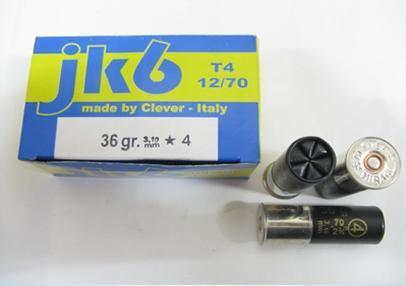 jk6
T4
12/70
made by Clever - Italy
36 gr. 3,10 mm ★ 4
4
70